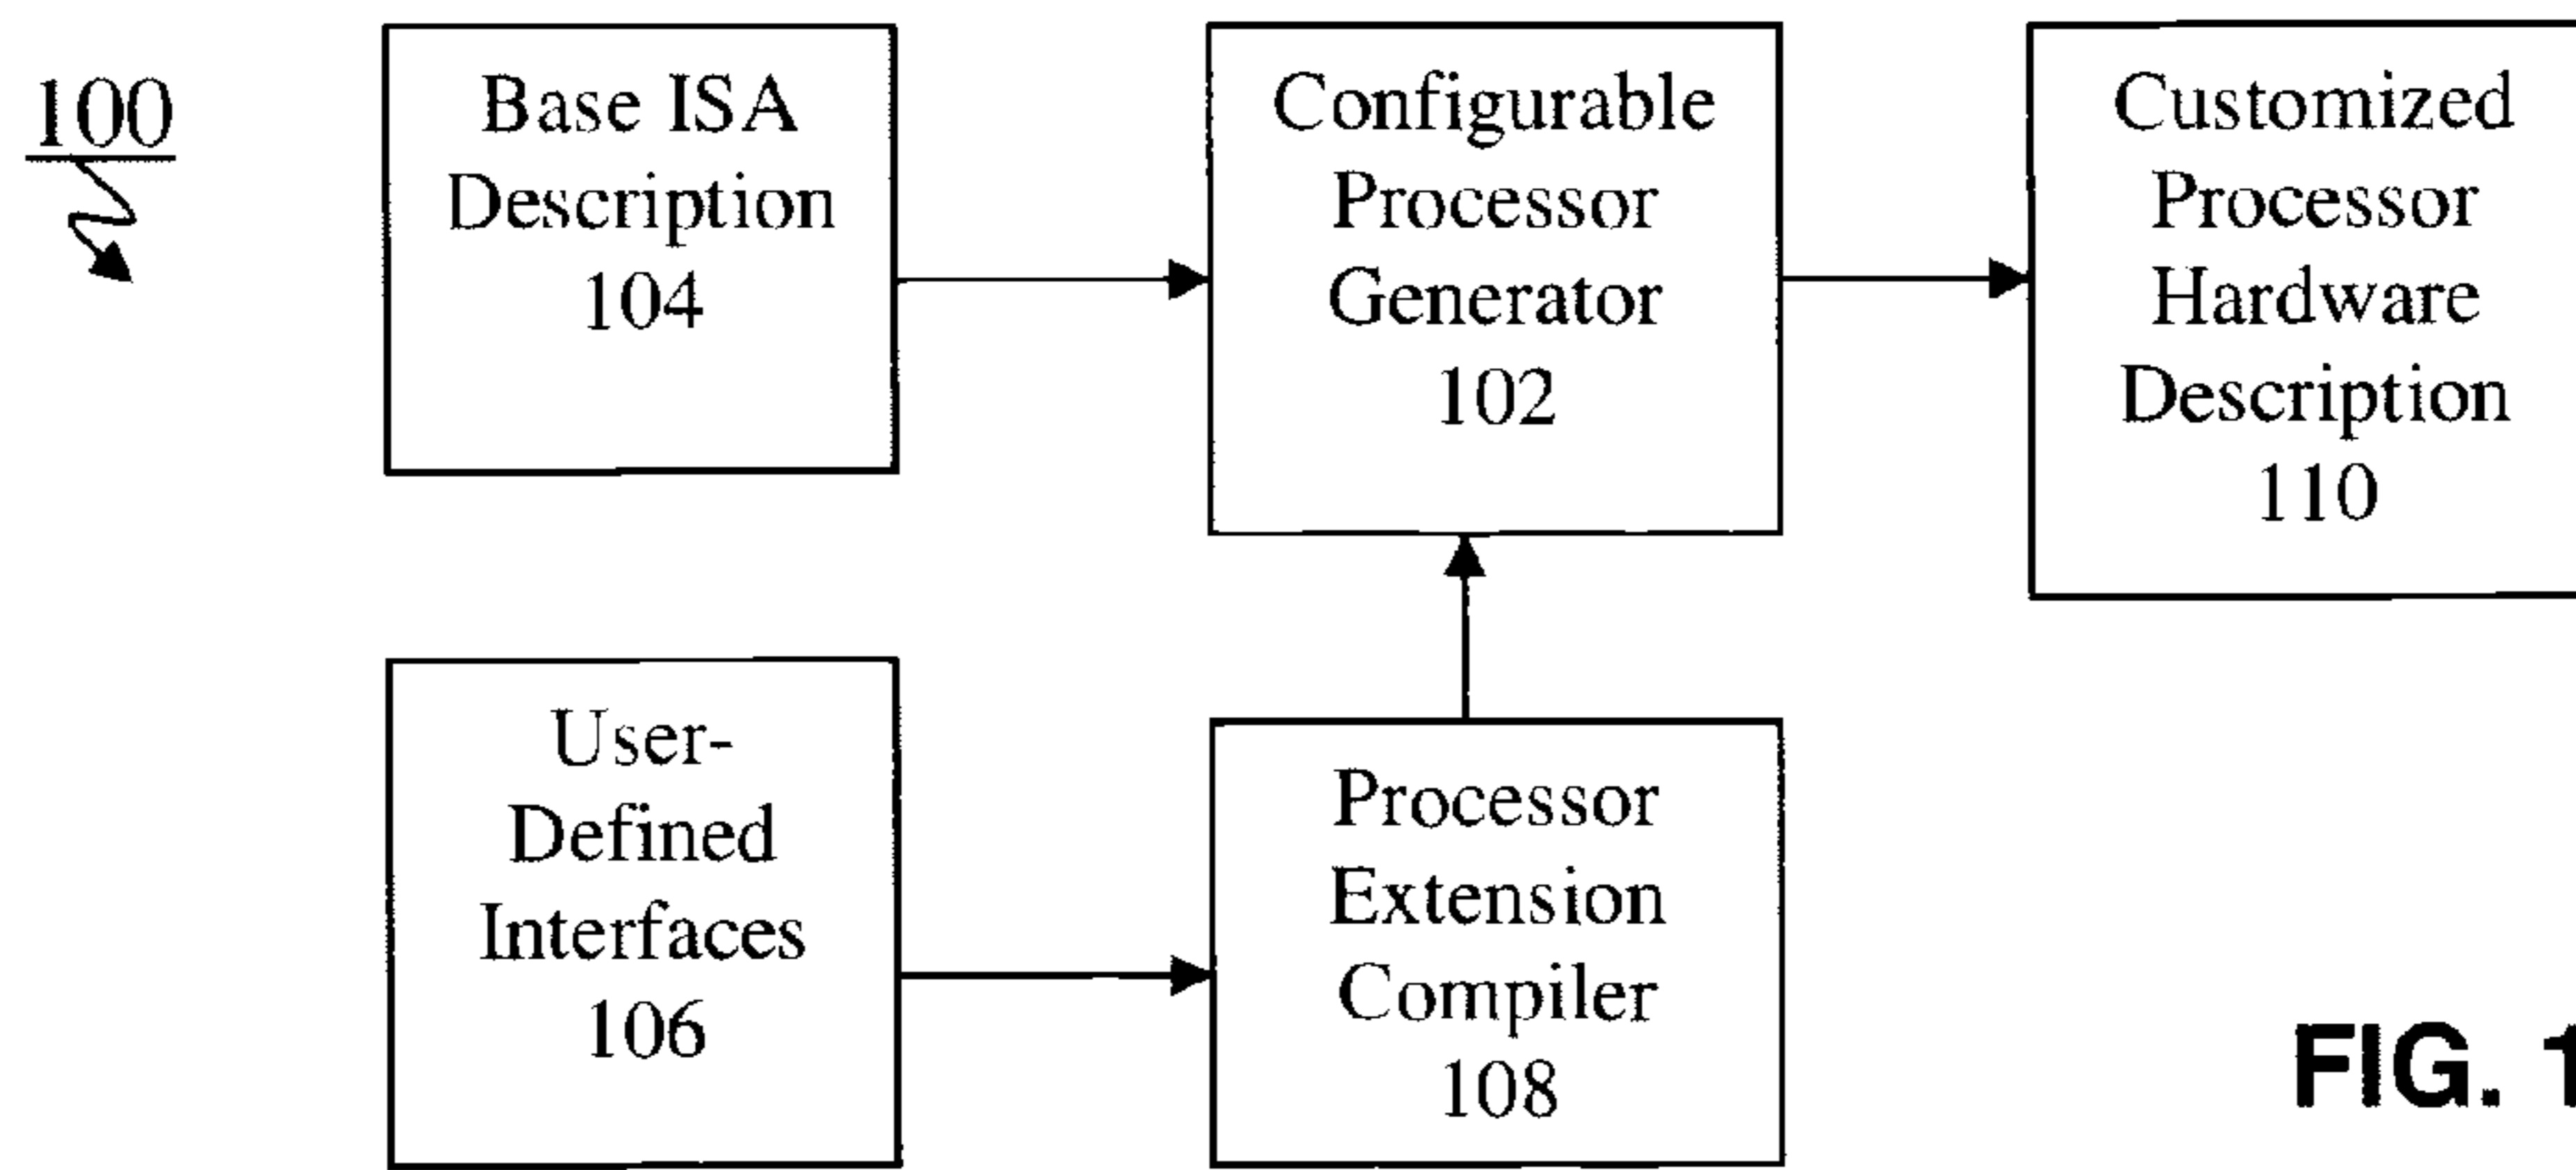 100
Base ISA
Description
104
Configurable
Processor
Generator
102
Customized
Processor
Hardware
Description
110
User-
Defined
Interfaces
106
Processor
Extension
Compiler
108
FIG. 1